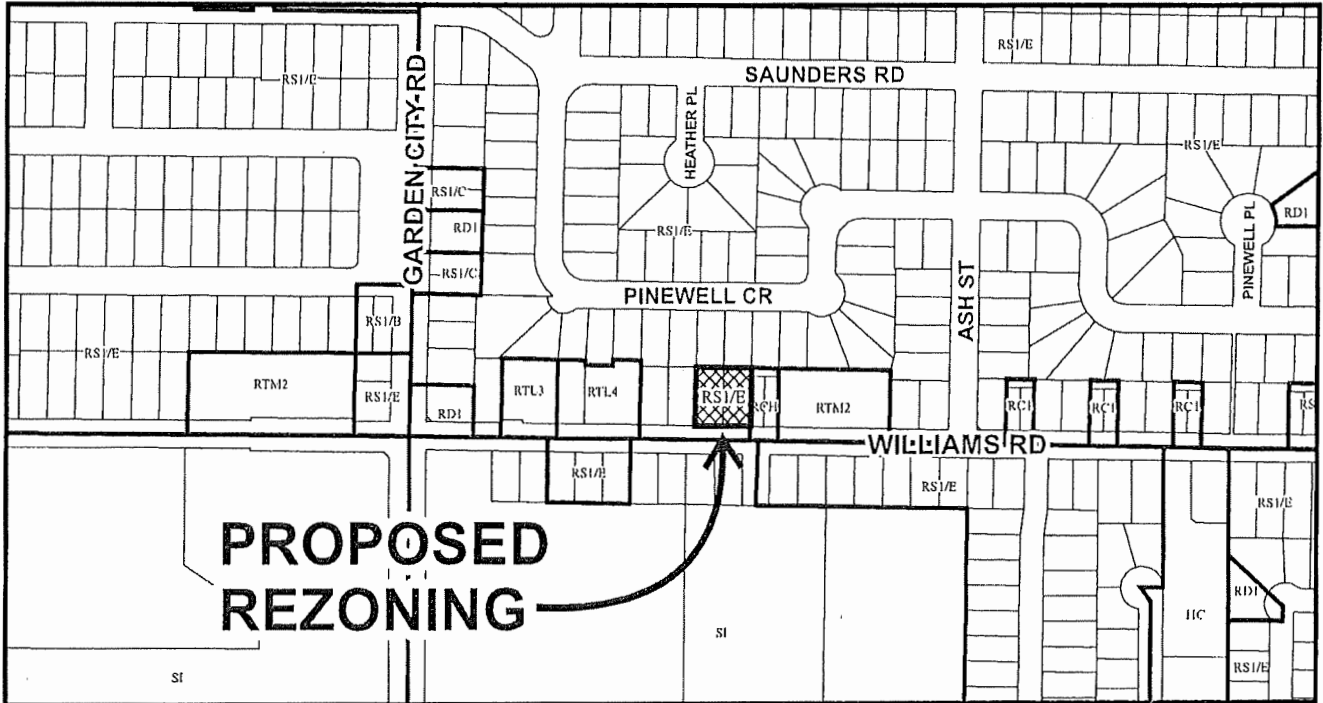 RS1/E
RS1/E
GARDEN CITY RD
SAUNDERS RD
HEATHER PL
RS1/E
RS1/C
RD1
RS1/E
PINEWELL PL
RD1
RS1/C
PINEWELL CR
ASH ST
RS1/B
RS1/E
RTM2
RS1/E
RD1
RTL3
RTL4
RS1/E
RTM2
RC1
RC1
RC1
RS
WILLIAMS RD
RS1/E
RS1/E
RS1/E
PROPOSED
REZONING
RD1
SI
SI
RS1/E